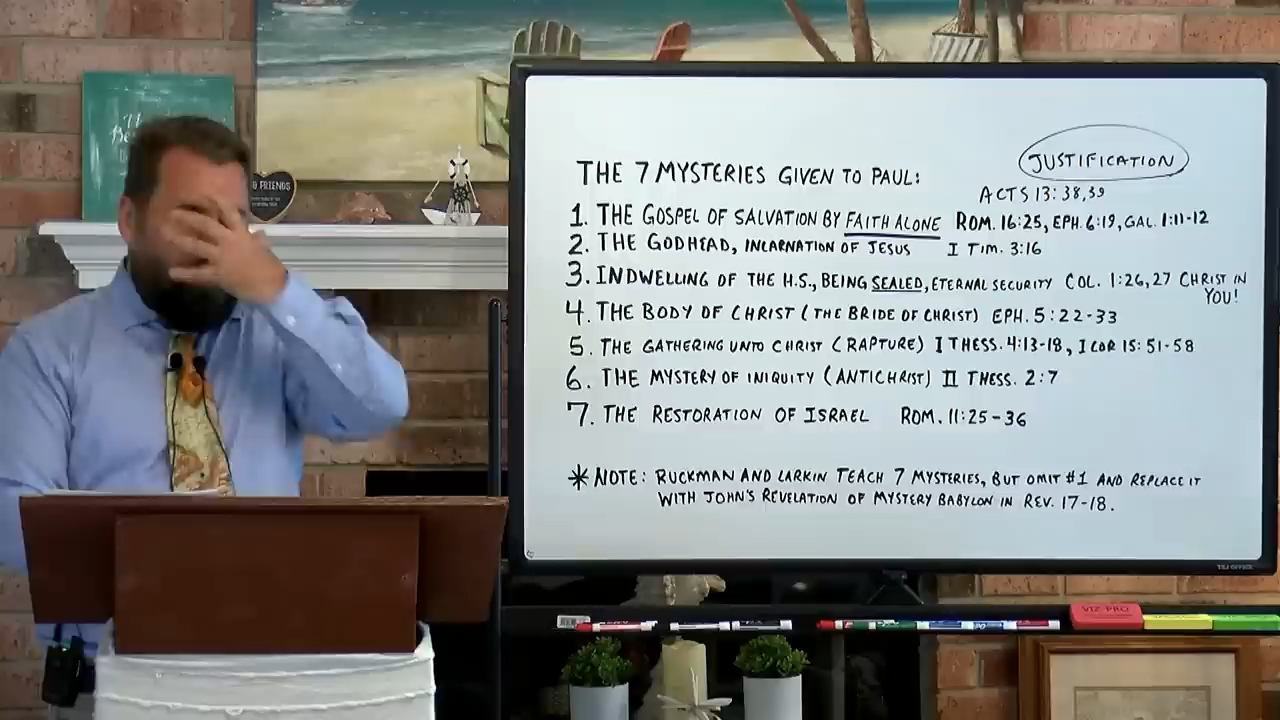 JUSTIFICATION
THE 7 MYSTERIES GIVEN TO PAUL:
ACTS 13:38,39
1. THE GOSPEL OF SALVATION BY FAITH ALONE ROM. 16:25, EPH. 6:19, GAL. 1:11-12
2. THE GODHEAD, INCARNATION OF JESUS I TIM. 3:16
3. INDWELLING OF THE H.S., BEING SEALED, ETERNAL SECURITY COL. 1:26,27 CHRIST IN
YOU!
4. THE BODY OF CHRIST (THE BRIDE OF CHRIST) EPH. 5:22-33
5. THE GATHERING UNTO CHRIST (RAPTURE) I THESS. 4:13-18, I COR 15:51-58
6. THE MYSTERY OF INIQUITY (ANTICHRIST) II THESS. 2:7
7. THE RESTORATION OF ISRAEL ROM. 11:25-36
* NOTE: RUCKMAN AND LARKIN TEACH 7 MYSTERIES, BUT OMIT #1 AND REPLACE IT
WITH JOHN'S REVELATION OF MYSTERY BABYLON IN REV. 17-18.
FRIENDS
VIZ-PRO